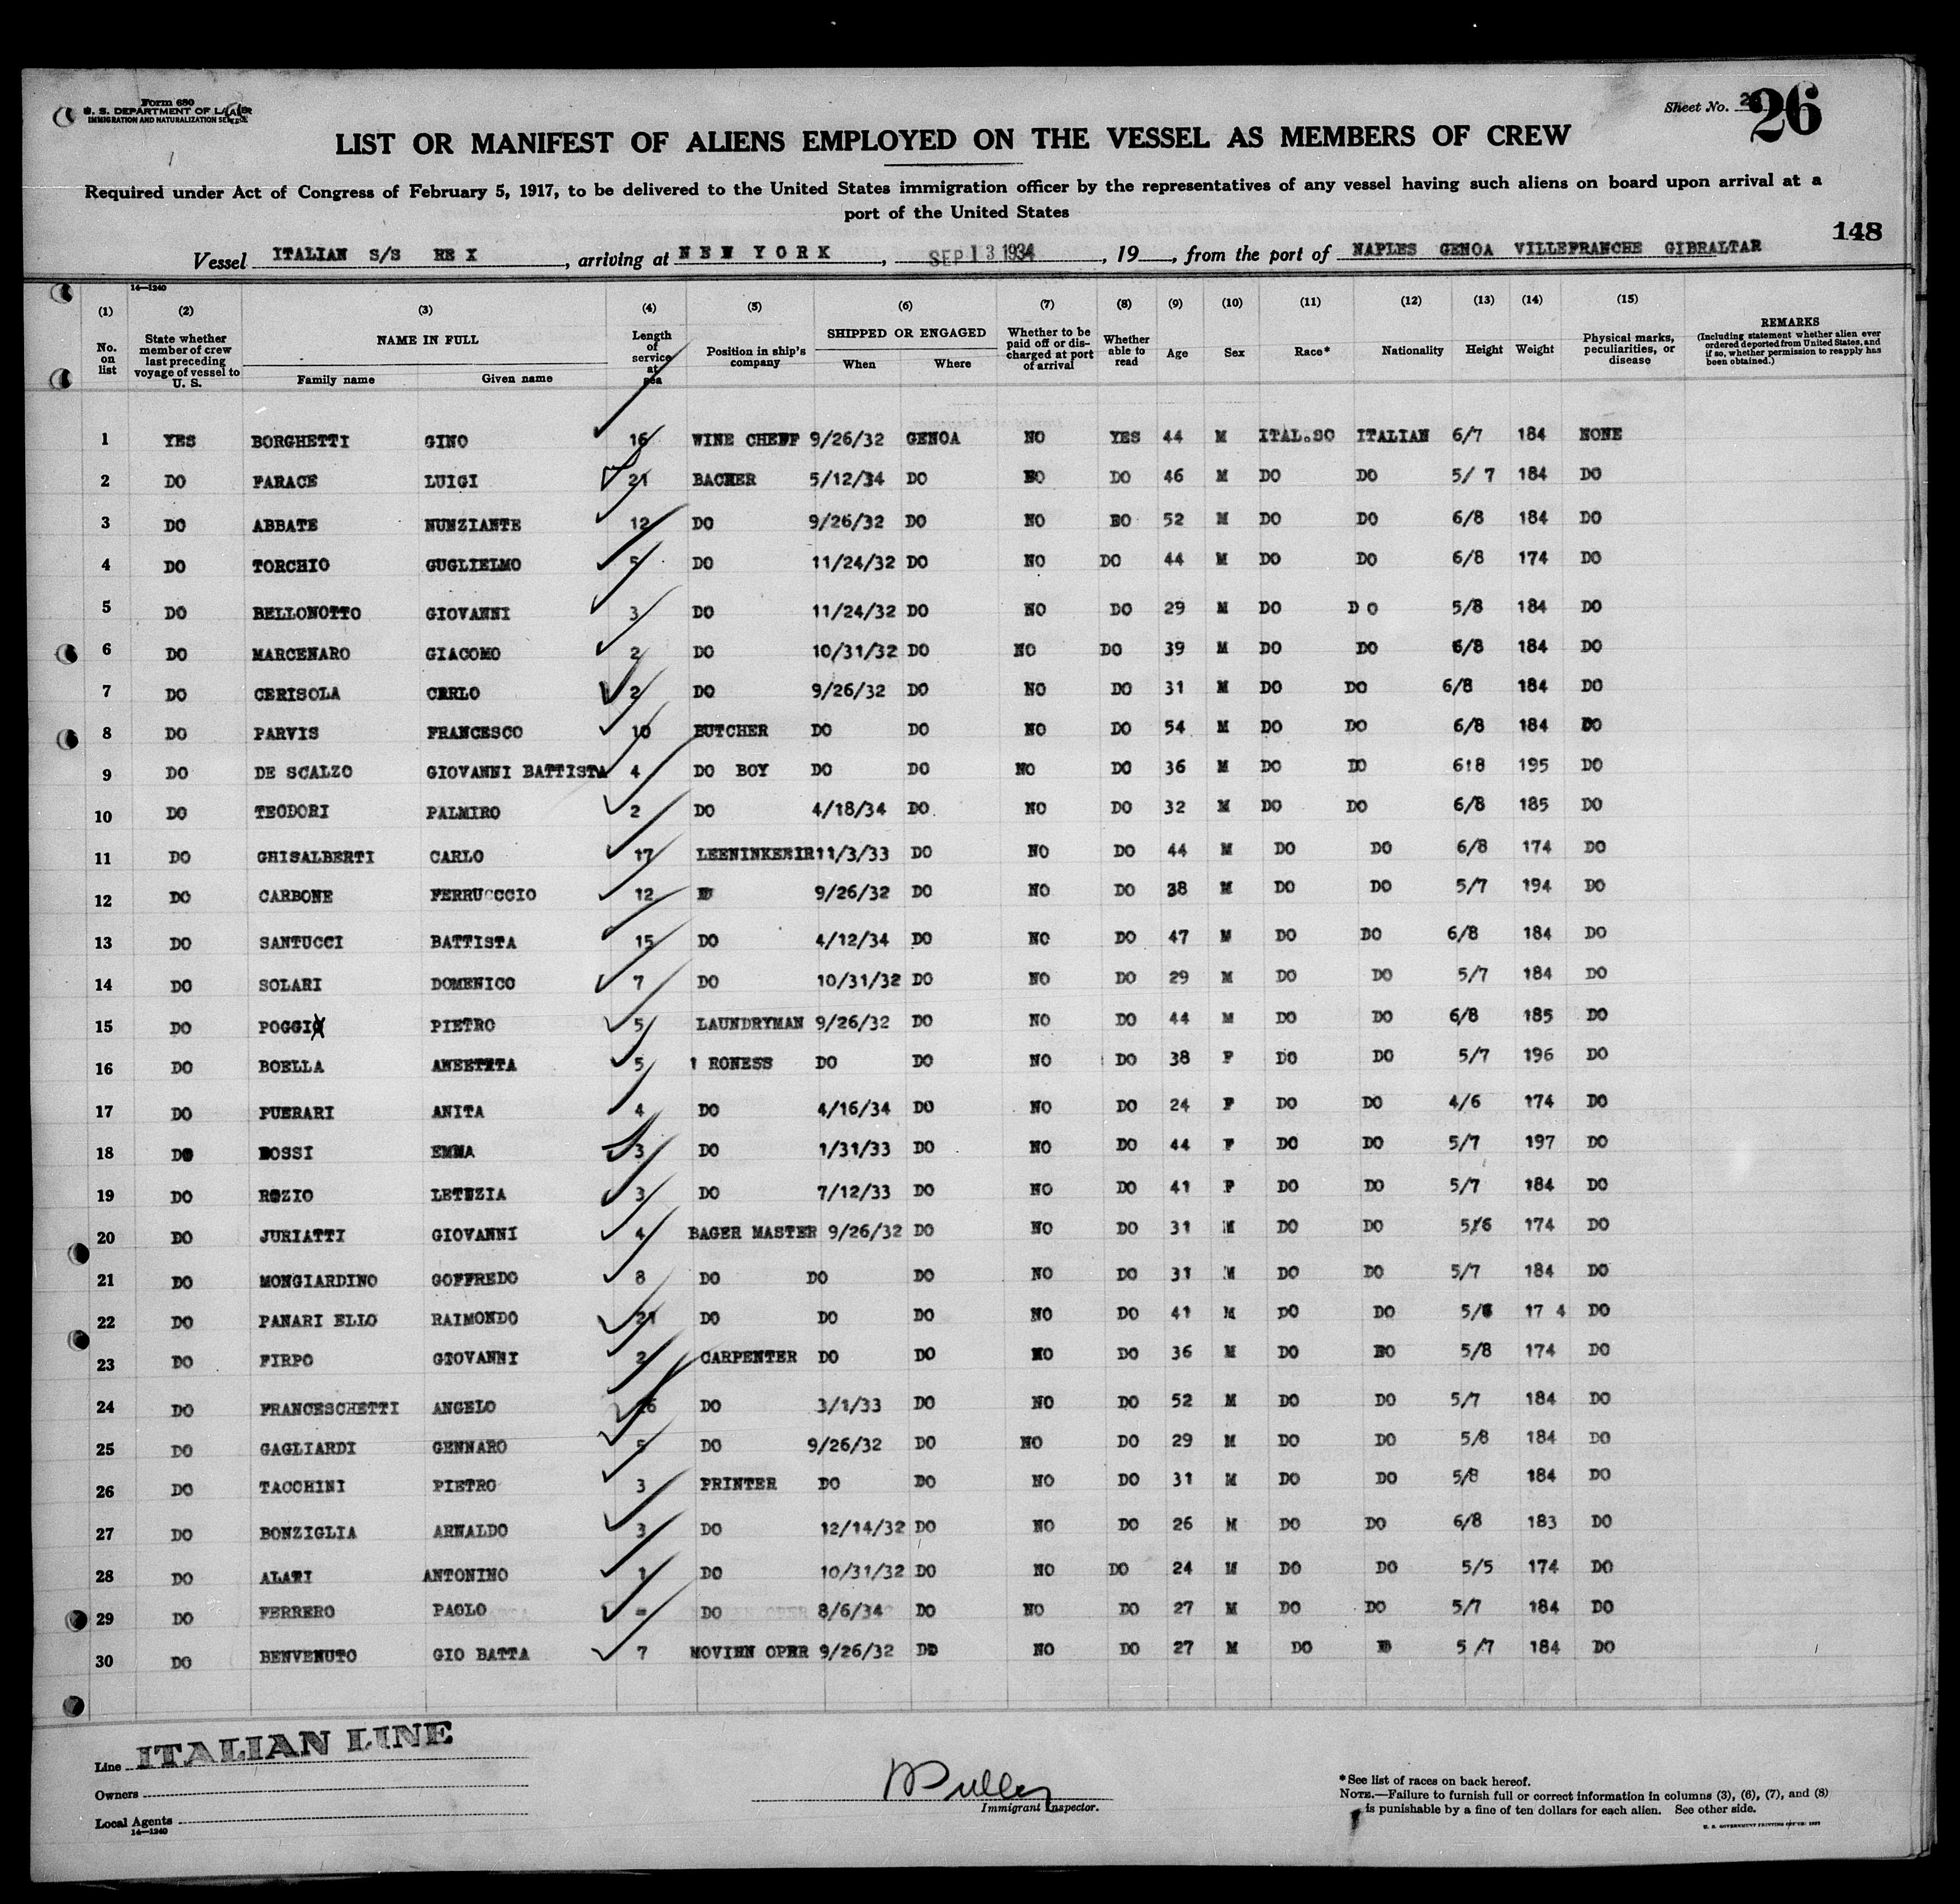 Form 680
U. S. DEPARTMENT OF LABOR
IMMIGRATION AND NATURALIZATION SERVICE
Sheet No. 26
26
LIST OR MANIFEST OF ALIENS EMPLOYED ON THE VESSEL AS MEMBERS OF CREW
Required under Act of Congress of February 5, 1917, to be delivered to the United States immigration officer by the representatives of any vessel having such aliens on board upon arrival at a
port of the United States
148
Vessel ITALIAN S/S REX, arriving at NEW YORK, SEP 13 1934, 19 , from the port of NAPLES GENOA VILLEFRANCHE GIBRALTAR
14—1240
(1) No. on list (2) State whether member of crew last preceding voyage of vessel to U. S. (3) NAME IN FULL Family name Given name (4) Length of service at sea (5) Position in ship's company (6) SHIPPED OR ENGAGED When Where (7) Whether to be paid off or discharged at port of arrival (8) Whether able to read (9) Age (10) Sex (11) Race* (12) Nationality (13) Height (14) Weight (15) Physical marks, peculiarities, or disease REMARKS (Including statement whether alien ever ordered deported from United States, and if so, whether permission to reapply has been obtained.)
1 YES BORGHETTI GINO 16 WINE CHEFF 9/26/32 GENOA NO YES 44 M ITAL.SO ITALIAN 6/7 184 NONE
2 DO FARACE LUIGI 21 BACHER 5/12/34 DO NO DO 46 M DO DO 5/ 7 184 DO
3 DO ABBATE NUNZIANTE 12 DO 9/26/32 DO NO DO 52 M DO DO 6/8 184 DO
4 DO TORCHIO GUGLIELMO 5 DO 11/24/32 DO NO DO 44 M DO DO 6/8 174 DO
5 DO BELLONOTTO GIOVANNI 3 DO 11/24/32 DO NO DO 29 M DO D O 5/8 184 DO
6 DO MARCENARO GIACOMO 2 DO 10/31/32 DO NO DO 39 M DO DO 6/8 184 DO
7 DO CERISOLA CERLO 2 DO 9/26/32 DO NO DO 31 M DO DO 6/8 184 DO
8 DO PARVIS FRANCESCO 10 BUTCHER DO DO NO DO 54 M DO DO 6/8 184 DO
9 DO DE SCALZO GIOVANNI BATTISTA 4 DO BOY DO DO NO DO 36 M DO DO 618 195 DO
10 DO TEODORI PALMIRO 2 DO 4/18/34 DO NO DO 32 M DO DO 6/8 185 DO
11 DO GHISALBERTI CARLO 17 LEENINKERIR 11/3/33 DO NO DO 44 M DO DO 6/8 174 DO
12 DO CARBONE FERRUCCCIO 12 9/26/32 DO NO DO 38 M DO DO 5/7 194 DO
13 DO SANTUCCI BATTISTA 15 DO 4/12/34 DO NO DO 47 M DO DO 6/8 184 DO
14 DO SOLARI DOMENICO 7 DO 10/31/32 DO NO DO 29 M DO DO 5/7 184 DO
15 DO POGGI PIETRO 5 LAUNDRYMAN 9/26/32 DO NO DO 44 M DO DO 6/8 185 DO
16 DO BOELLA 5 I RONESS DO DO NO DO 38 F DO DO 5/7 196 DO
17 DO PUERARI ANITA 4 DO 4/16/34 DO NO DO 24 F DO DO 4/6 174 DO
18 DO EMMA 3 DO 1/31/33 DO NO DO 44 F DO DO 5/7 197 DO
19 DO ROZIO LETIZIA 3 DO 7/12/33 DO NO DO 41 F DO DO 5/7 184 DO
20 DO JURIATTI GIOVANNI 4 BAGER MASTER 9/26/32 DO NO DO 31 M DO DO 5/6 174 DO
21 DO MONGIARDINO GOFFREDO 8 DO DO DO NO DO 31 M DO DO 5/7 184 DO
22 DO PANARI ELLO RAIMONDO 21 DO DO DO NO DO 41 M DO DO 5/6 17 4 DO
23 DO FIRPO GIOVANNI 2 CARPENTER DO DO NO DO 36 M DO DO 5/8 174 DO
24 DO FRANCESCHETTI ANGELO 26 DO 3/1/33 DO NO DO 52 M DO DO 5/7 184 DO
25 DO GAGLIARDI GENNARO 5 DO 9/26/32 DO NO DO 29 M DO DO 5/8 184 DO
26 DO TACCHINI PIETRO 3 PRINTER DO DO NO DO 31 M DO DO 5/8 184 DO
27 DO BONZIGLIA ARNALDO 3 DO 12/14/32 DO NO DO 26 M DO DO 6/8 183 DO
28 DO ALATI ANTONINO 1 DO 10/31/32 DO NO DO 24 M DO DO 5/5 174 DO
29 DO FERRERO PAOLO = DO 8/6/34 DO NO DO 27 M DO DO 5/7 184 DO
30 DO BENVENUTO GIO BATTA 7 MOVIEN OPER 9/26/32 DO NO DO 27 M DO DO 5 /7 184 DO
Line ITALIAN LINE
Owners
Local Agents
14—1240
Immigrant Inspector.
*See list of races on back hereof.
NOTE.—Failure to furnish full or correct information in columns (3), (6), (7), and (8)
is punishable by a fine of ten dollars for each alien. See other side.